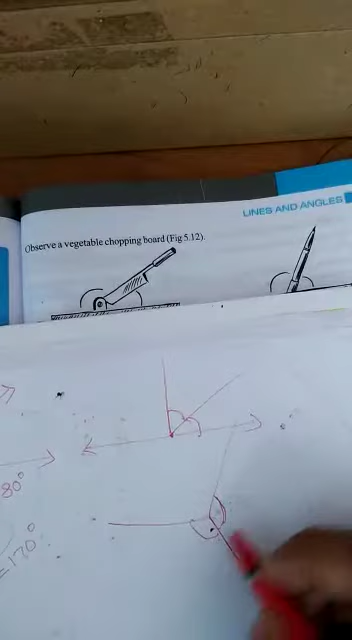 LINES AND ANGLES
Observe a vegetable chopping board (Fig 5.12).
80°
=170°